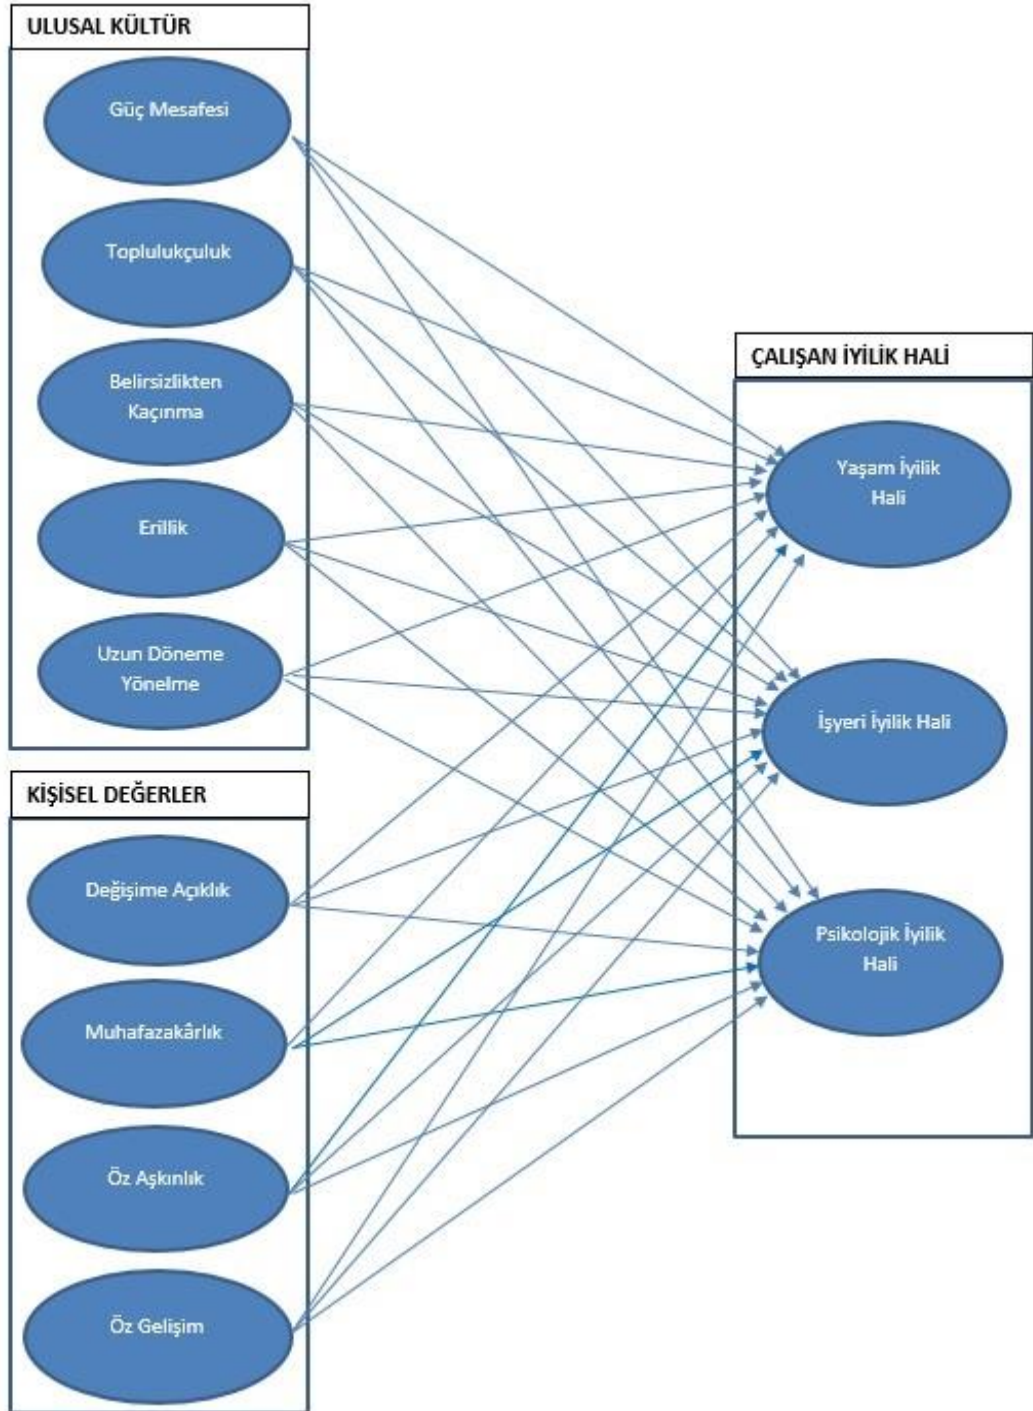 ULUSAL KÜLTÜR
Güç Mesafesi
Toplulukçuluk
Belirsizlikten
Kaçınma
Erillik
Uzun Döneme
Yönelme
KİŞİSEL DEĞERLER
Değişime Açıklık
Muhafazakârlık
Öz Aşkınlık
Öz Gelişim
ÇALIŞAN İYİLİK HALİ
Yaşam İyilik
Hali
İşyeri İyilik Hali
Psikolojik İyilik
Hali